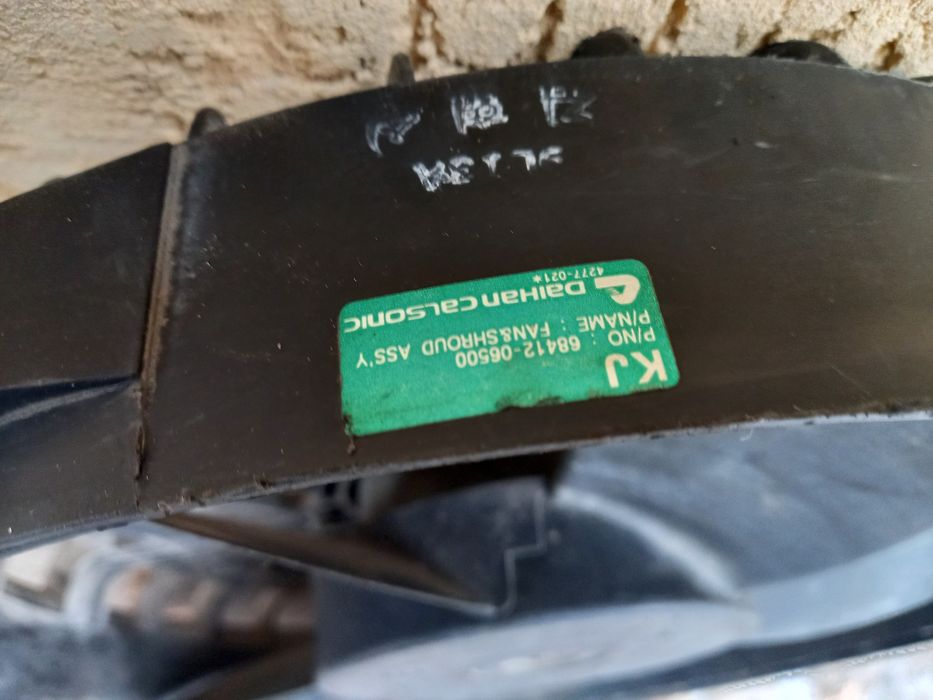 KJ
P/NO : 68412-06500
P/NAME : FAN&SHROUD ASS'Y
DAIHAN CALSONIC
4277-021*